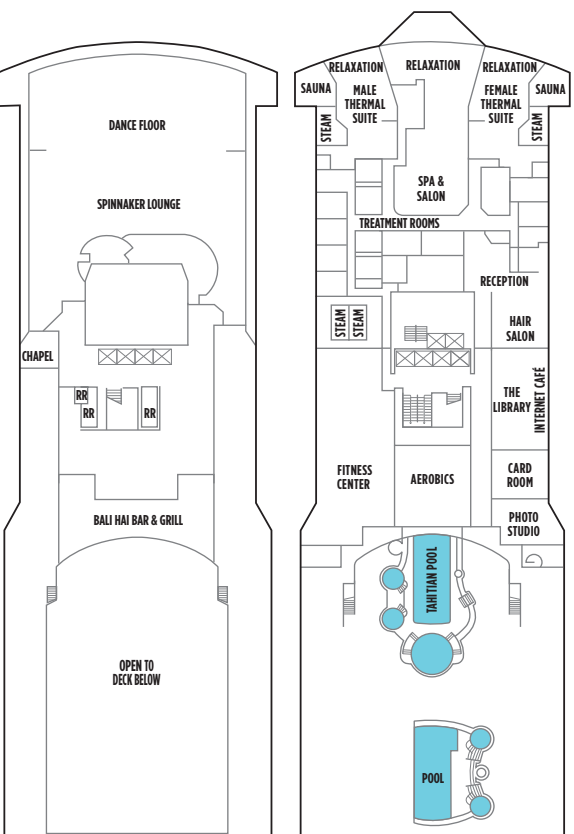 DANCE FLOOR
SPINNAKER LOUNGE
CHAPEL
RR
RR
RR
BALI HAI BAR & GRILL
OPEN TO
DECK BELOW
RELAXATION
RELAXATION
RELAXATION
SAUNA
MALE
THERMAL
SUITE
FEMALE
THERMAL
SUITE
SAUNA
STEAM
STEAM
SPA &
SALON
TREATMENT ROOMS
RECEPTION
STEAM
STEAM
HAIR
SALON
THE
LIBRARY
INTERNET CAFÉ
FITNESS
CENTER
AEROBICS
CARD
ROOM
PHOTO
STUDIO
TAHITIAN POOL
POOL